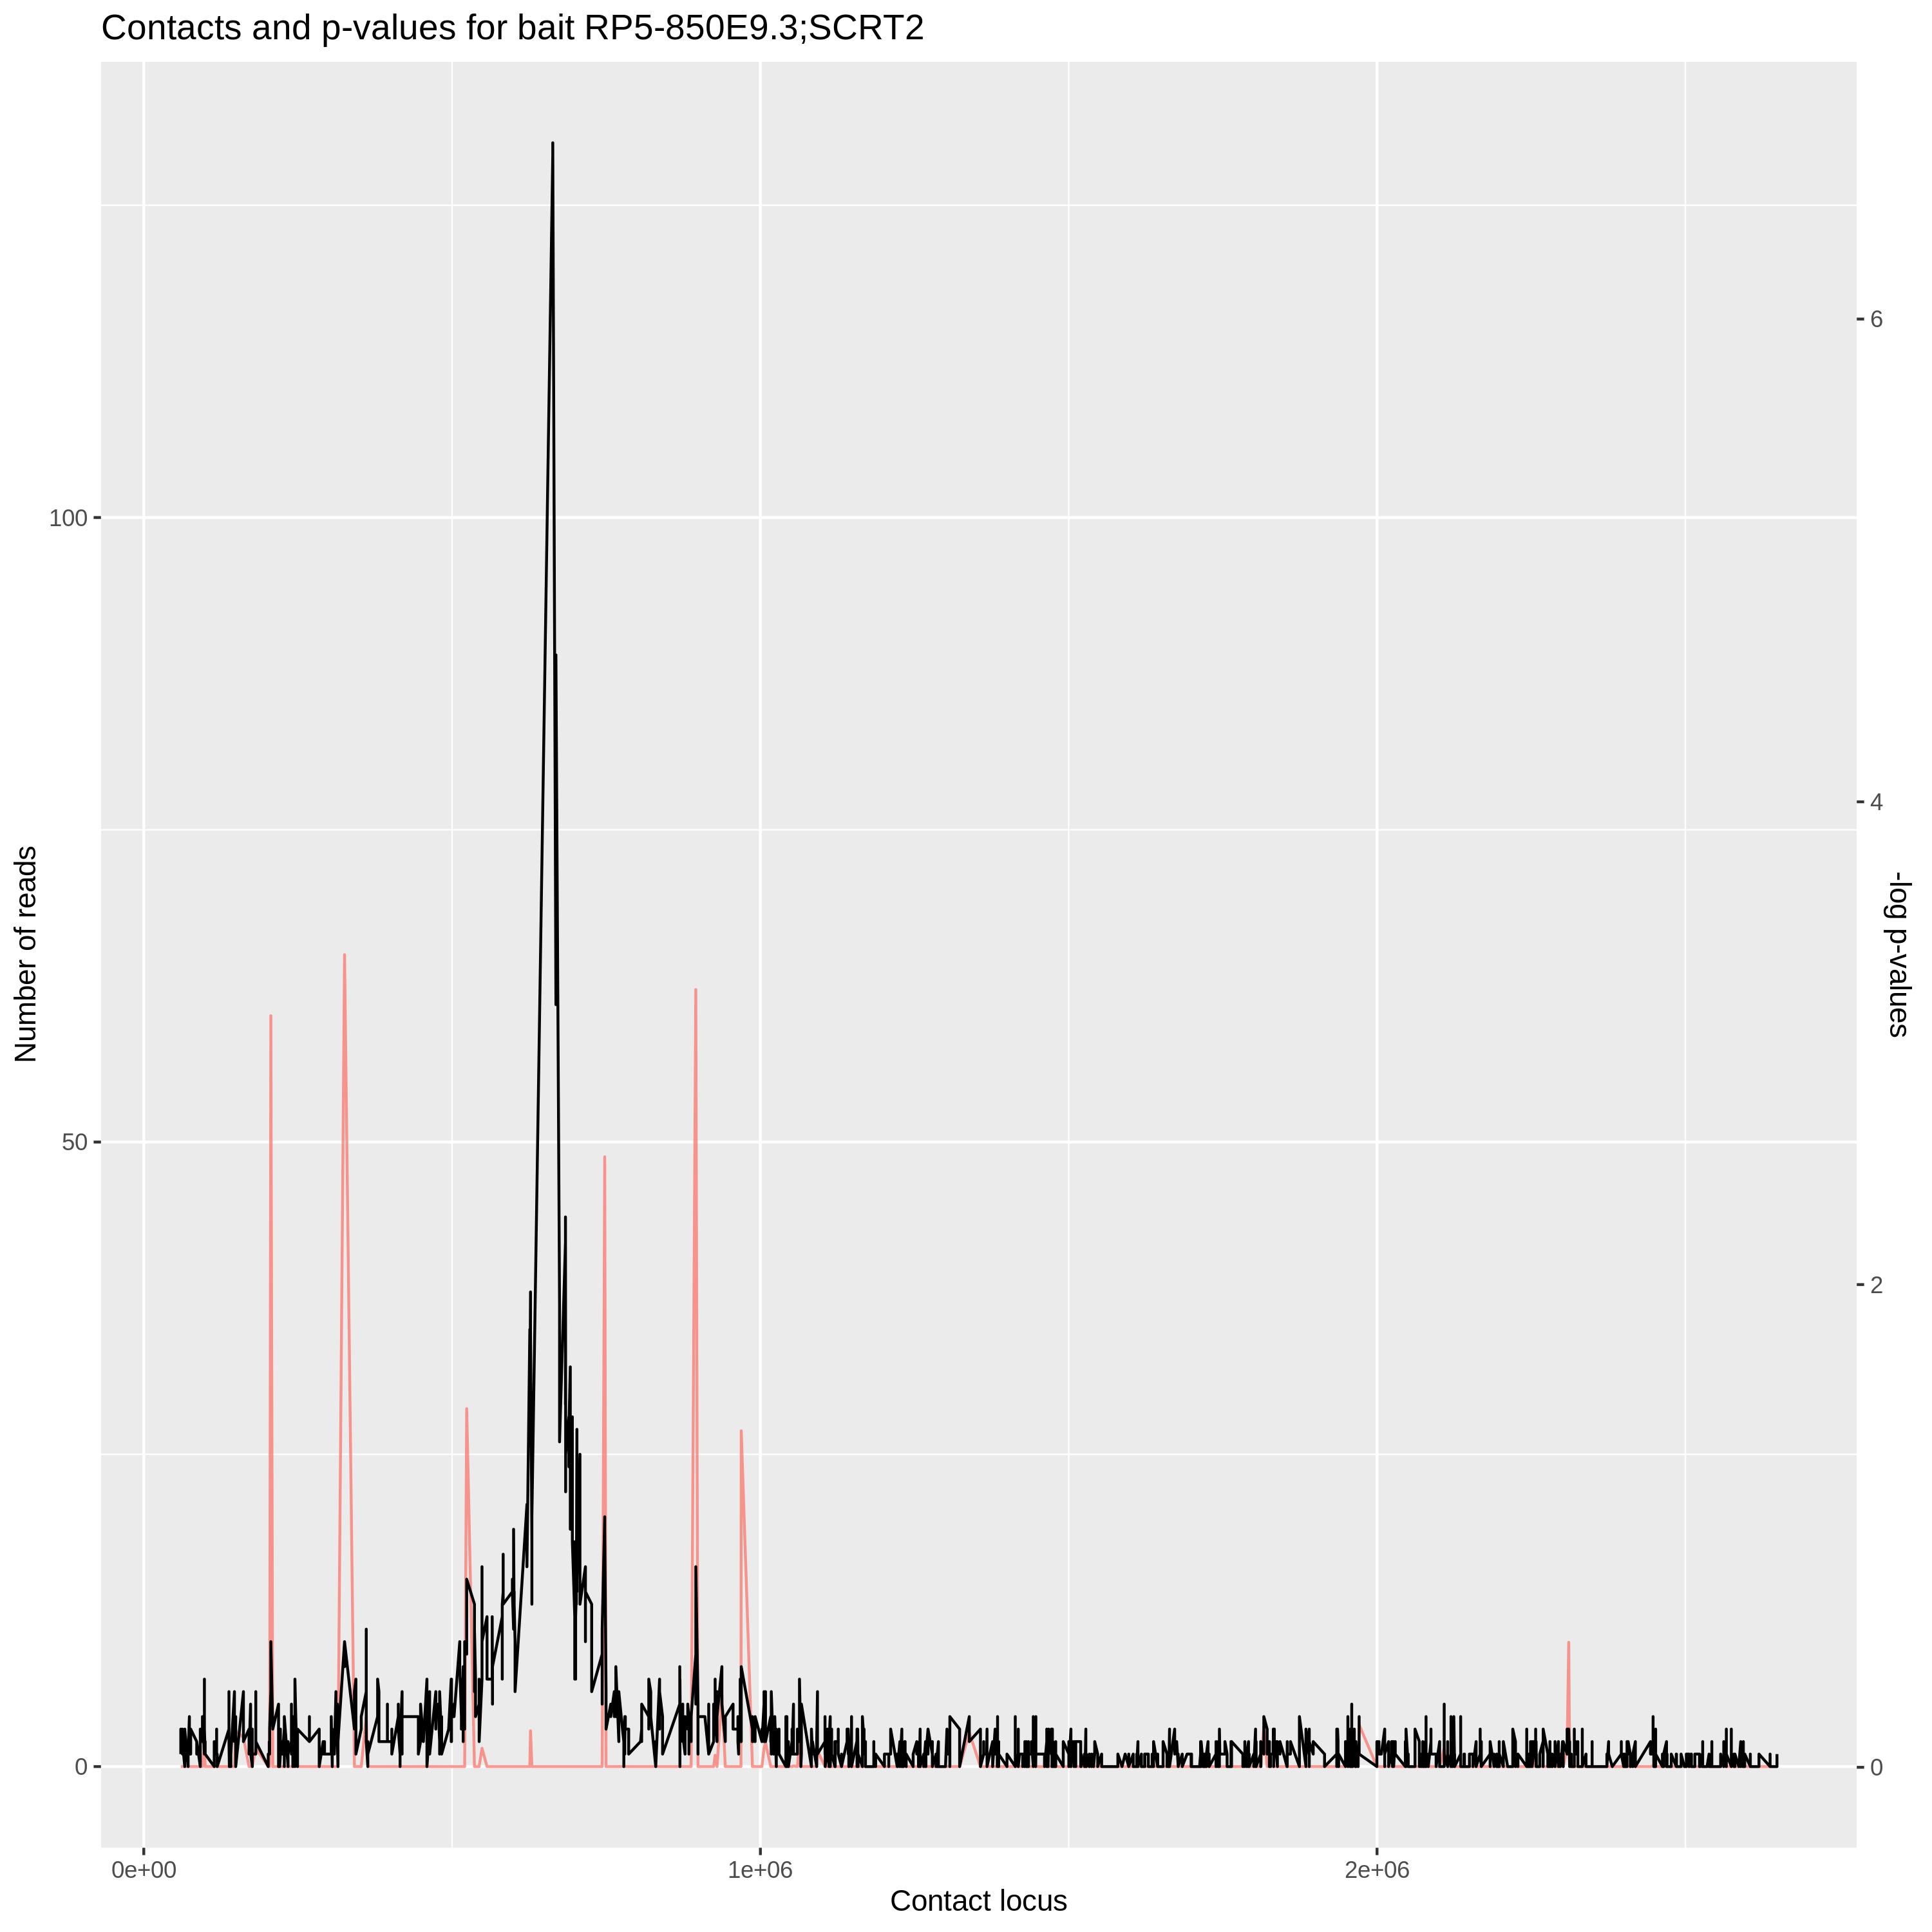 Contacts and p-values for bait RP5-850E9.3;SCRT2
Number of reads
100
50
0
6
4
2
0
-log p-values
0e+00
1e+06
2e+06
Contact locus